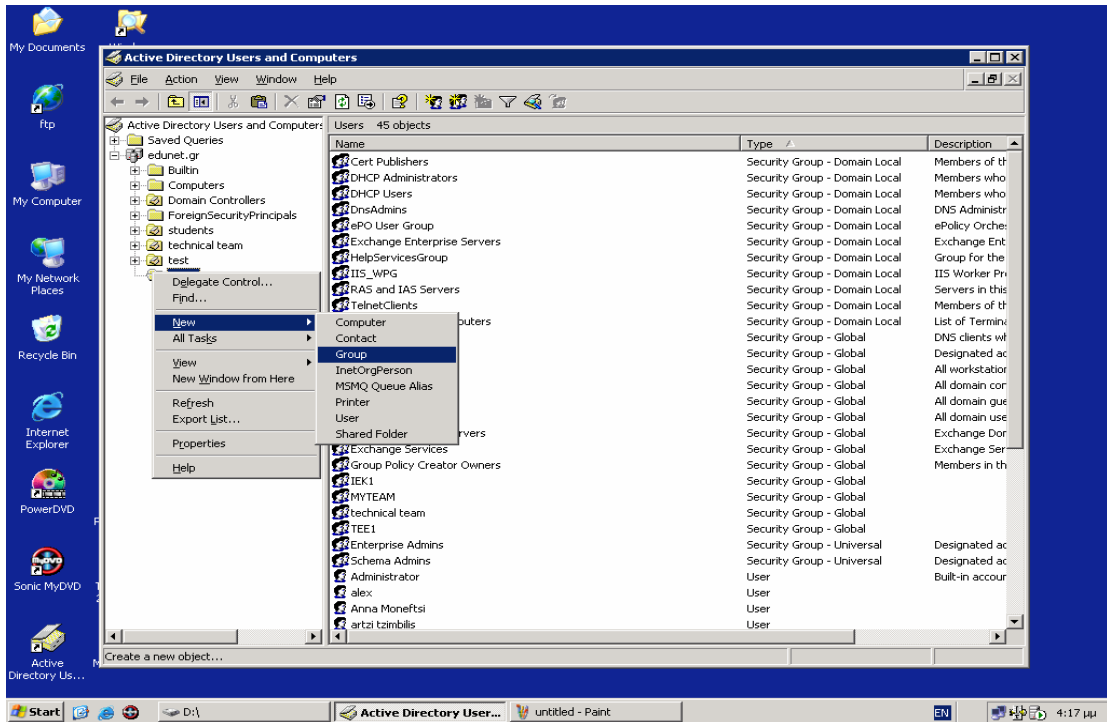 My Documents
Active Directory Users and Computers
File Action View Window Help
ftp
My Computer
My Network
Places
Recycle Bin
Internet
Explorer
PowerDVD
Sonic MyDVD
Active
Directory Us...
Active Directory Users and Computers
Saved Queries
edunet.gr
Builtin
Computers
Domain Controllers
ForeignSecurityPrincipals
students
technical team
test
Delegate Control...
Find...
New
All Tasks
View
New Window from Here
Refresh
Export List...
Properties
Help
Computer
Contact
Group
InetOrgPerson
MSMQ Queue Alias
Printer
User
Shared Folder
Users 45 objects
Name Type Description
Cert Publishers Security Group - Domain Local Members of th
DHCP Administrators Security Group - Domain Local Members who
DHCP Users Security Group - Domain Local Members who
DnsAdmins Security Group - Domain Local DNS Administr
ePO User Group Security Group - Domain Local ePolicy Orche
Exchange Enterprise Servers Security Group - Domain Local Exchange Ent
HelpServicesGroup Security Group - Domain Local Group for the
IIS_WPG Security Group - Domain Local IIS Worker Pr
RAS and IAS Servers Security Group - Domain Local Servers in this
TelnetClients Security Group - Domain Local Members of th
puters Security Group - Domain Local List of Termina
Security Group - Global DNS clients wh
Security Group - Global Designated ac
Security Group - Global All workstation
Security Group - Global All domain cor
Security Group - Global All domain gue
Security Group - Global All domain use
rvers Security Group - Global Exchange Dor
Exchange Services Security Group - Global Exchange Ser
Group Policy Creator Owners Security Group - Global Members in th
IEK1 Security Group - Global
MYTEAM Security Group - Global
technical team Security Group - Global
TEE1 Security Group - Global
Enterprise Admins Security Group - Universal Designated ac
Schema Admins Security Group - Universal Designated ac
Administrator User Built-in accour
alex User
Anna Moneftsi User
artzi tzimbilis User
Create a new object...
Start D:\ Active Directory User... untitled - Paint EN 4:17 μμ